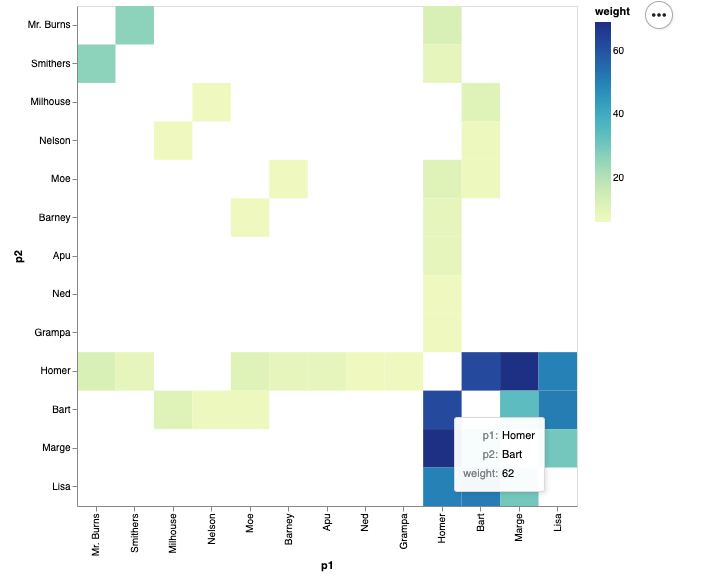 weight
60
40
20
p2
Mr. Burns
Smithers
Milhouse
Nelson
Moe
Barney
Apu
Ned
Grampa
Homer
Bart
Marge
Lisa
p1: Homer
p2: Bart
weight: 62
Mr. Burns
Smithers
Milhouse
Nelson
Moe
Barney
Apu
Ned
Grampa
Homer
Bart
Marge
Lisa
p1